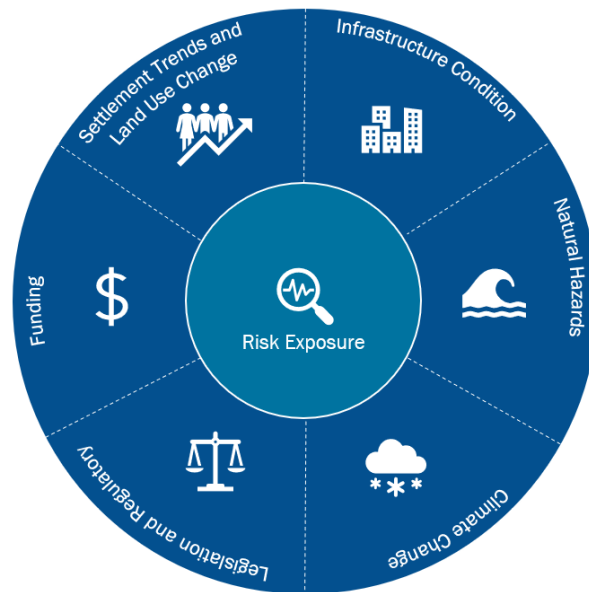 Settlement Trends and
Land Use Change
Infrastructure Condition
Natural Hazards
Climate Change
Legislation and Regulatory
Funding
$
Risk Exposure